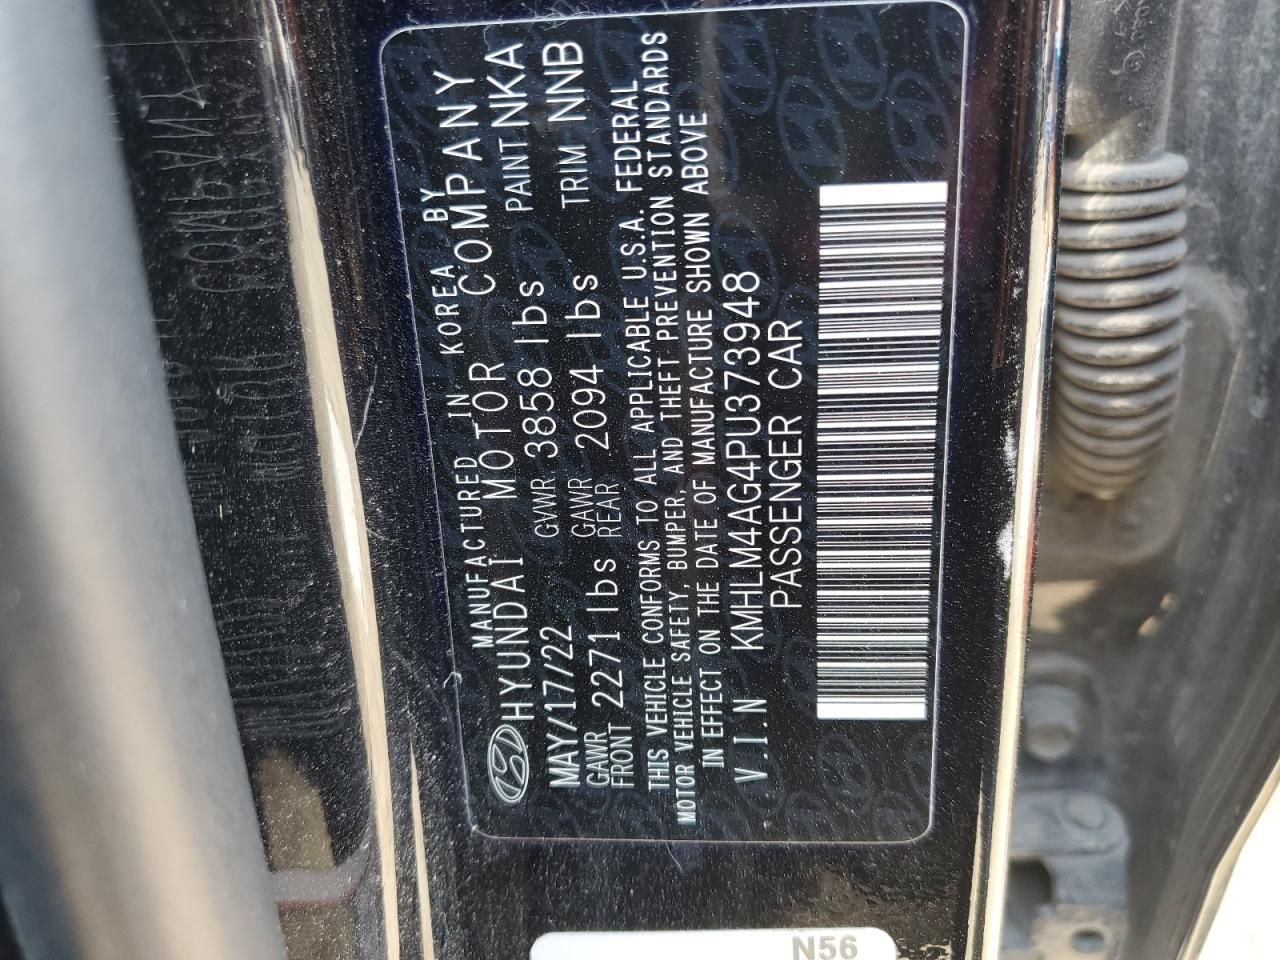 MANUFACTURED IN KOREA BY
HYUNDAI MOTOR COMPANY
MAY/17/22 GVWR 3858 lbs PAINT NKA
GAWR FRONT 2271 lbs GAWR REAR 2094 lbs TRIM NNB
THIS VEHICLE CONFORMS TO ALL APPLICABLE U.S.A. FEDERAL
MOTOR VEHICLE SAFETY, BUMPER, AND THEFT PREVENTION STANDARDS
IN EFFECT ON THE DATE OF MANUFACTURE SHOWN ABOVE
V.I.N KMHLM4AG4PU373948
PASSENGER CAR
N56